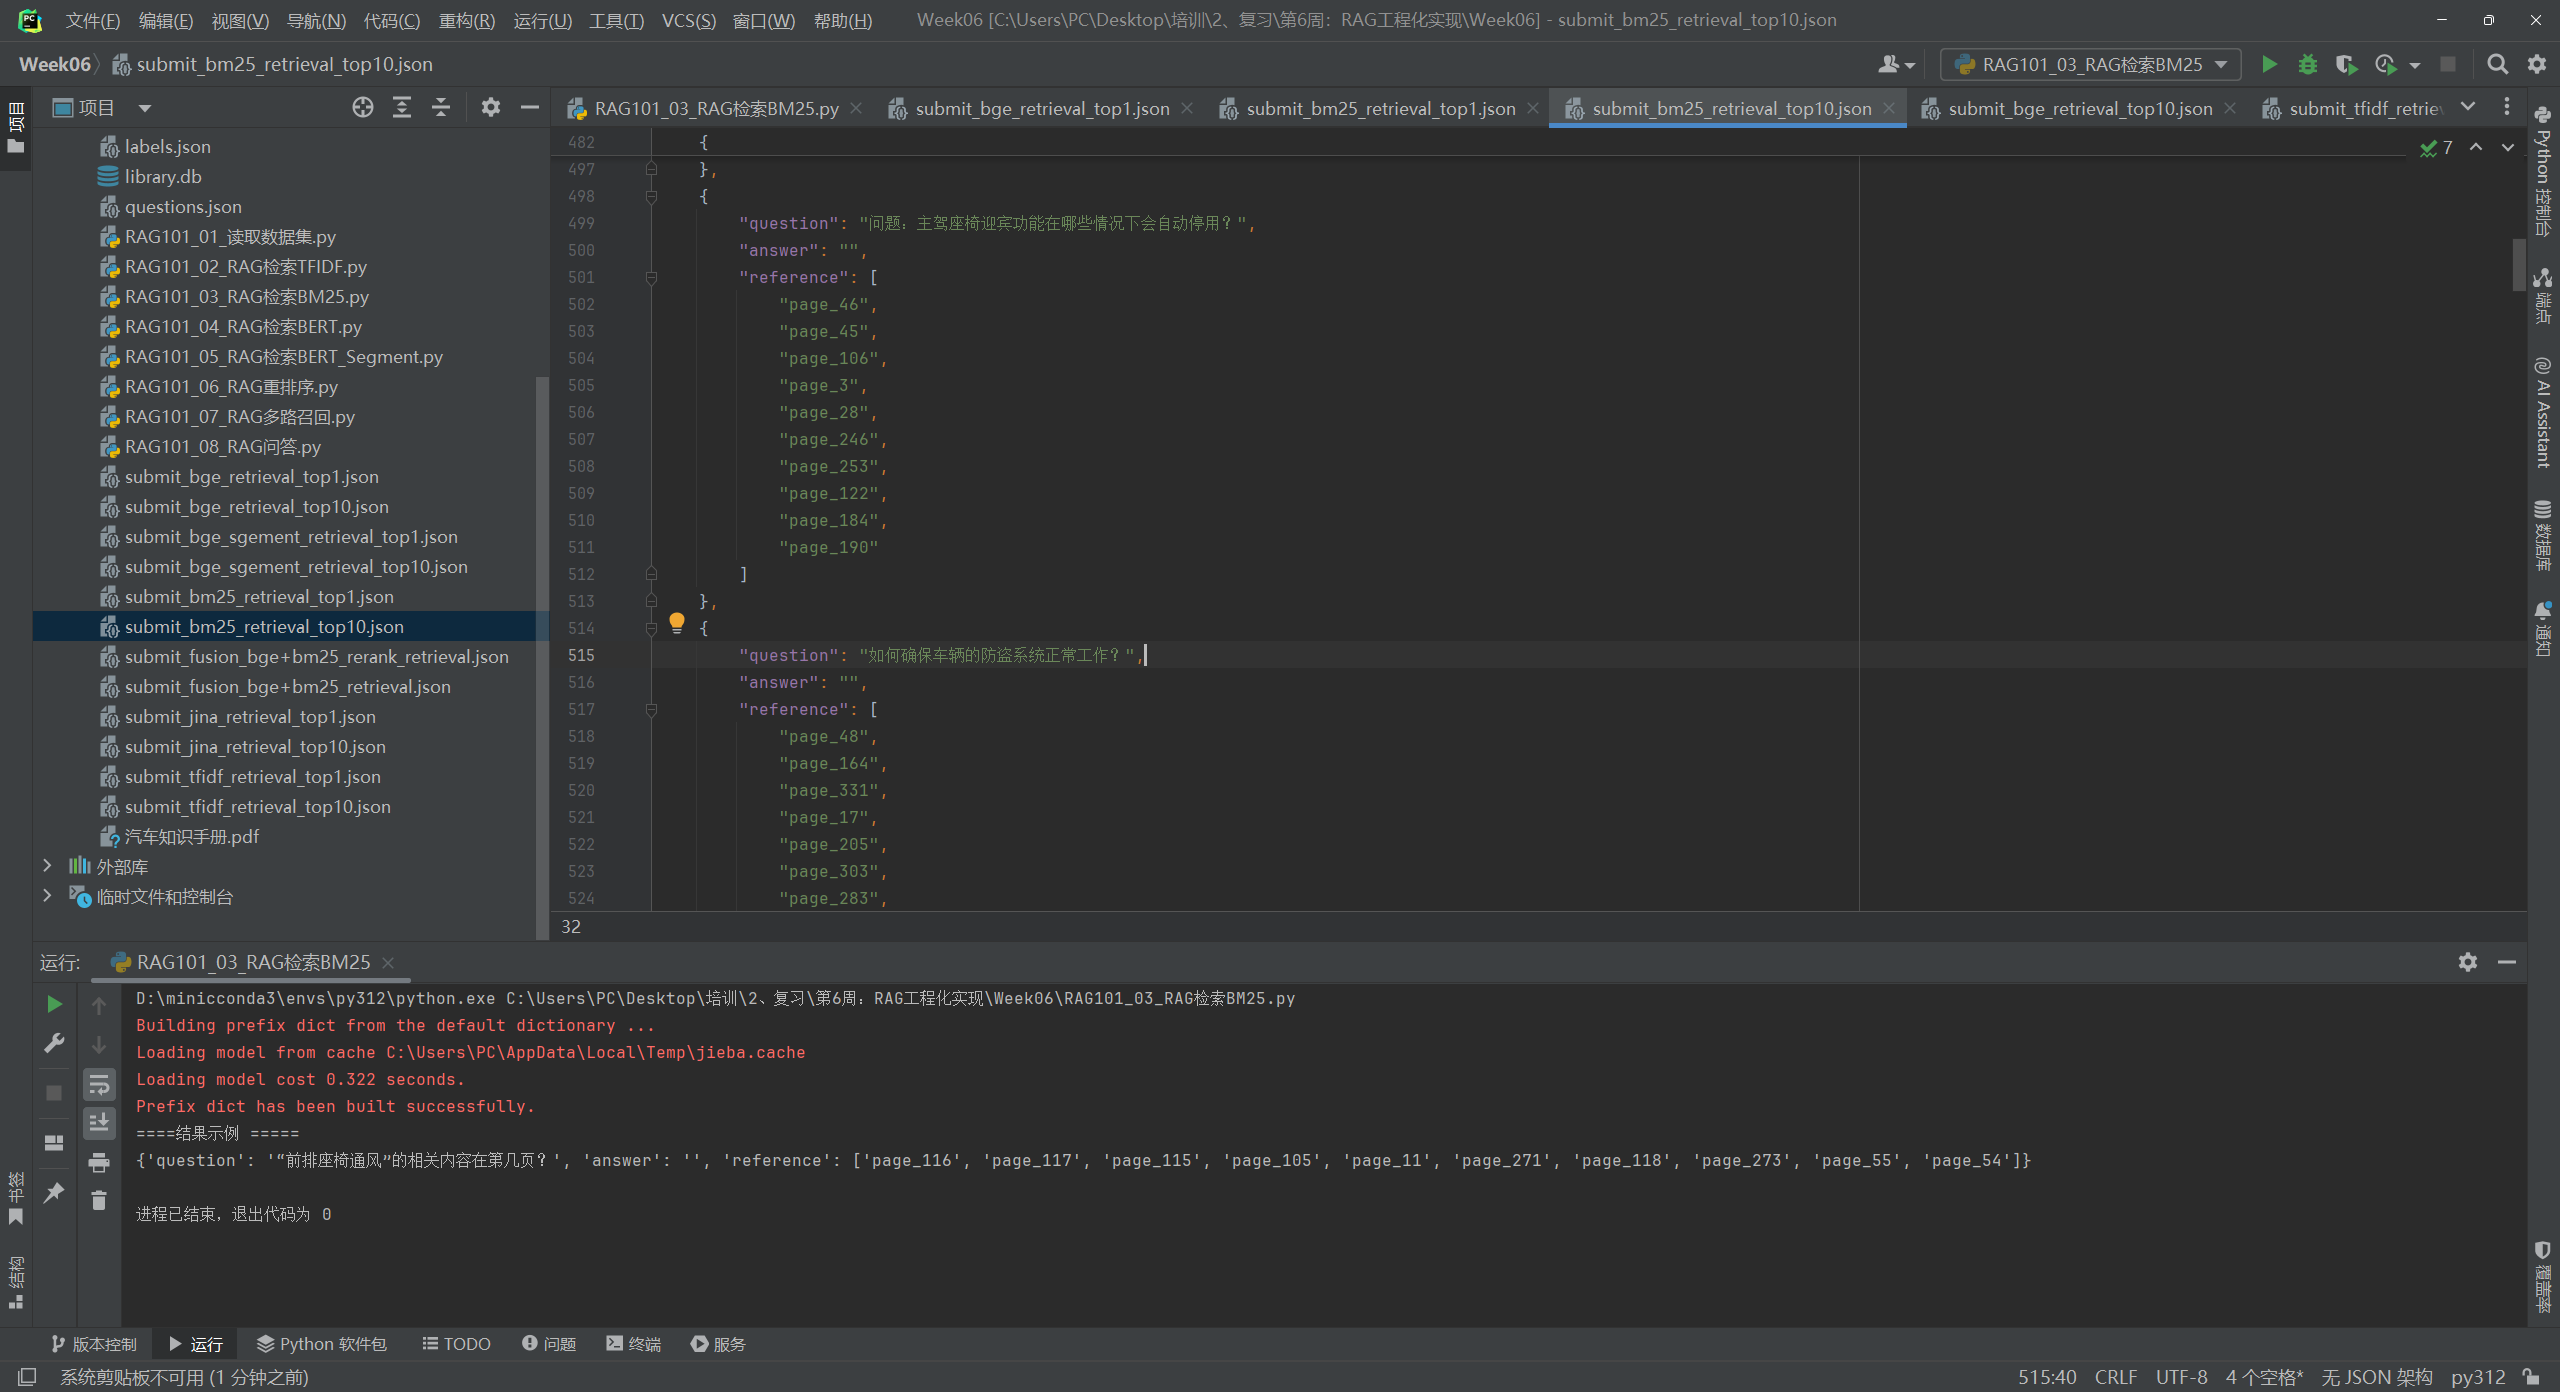 文件(F) 编辑(E) 视图(V) 导航(N) 代码(C) 重构(R) 运行(U) 工具(T) VCS(S) 窗口(W) 帮助(H) Week06 [C:\Users\PC\Desktop\培训\2、复习\第6周：RAG工程化实现\Week06] - submit_bm25_retrieval_top10.json
Week06 submit_bm25_retrieval_top10.json RAG101_03_RAG检索BM25
项目
RAG101_03_RAG检索BM25.py submit_bge_retrieval_top1.json submit_bm25_retrieval_top1.json submit_bm25_retrieval_top10.json submit_bge_retrieval_top10.json submit_tfidf_retrie
labels.json
library.db
questions.json
RAG101_01_读取数据集.py
RAG101_02_RAG检索TFIDF.py
RAG101_03_RAG检索BM25.py
RAG101_04_RAG检索BERT.py
RAG101_05_RAG检索BERT_Segment.py
RAG101_06_RAG重排序.py
RAG101_07_RAG多路召回.py
RAG101_08_RAG问答.py
submit_bge_retrieval_top1.json
submit_bge_retrieval_top10.json
submit_bge_sgement_retrieval_top1.json
submit_bge_sgement_retrieval_top10.json
submit_bm25_retrieval_top1.json
submit_bm25_retrieval_top10.json
submit_fusion_bge+bm25_rerank_retrieval.json
submit_fusion_bge+bm25_retrieval.json
submit_jina_retrieval_top1.json
submit_jina_retrieval_top10.json
submit_tfidf_retrieval_top1.json
submit_tfidf_retrieval_top10.json
汽车知识手册.pdf
外部库
临时文件和控制台
482 {
7
497 },
498 {
499 "question": "问题：主驾座椅迎宾功能在哪些情况下会自动停用？",
500 "answer": "",
501 "reference": [
502 "page_46",
503 "page_45",
504 "page_106",
505 "page_3",
506 "page_28",
507 "page_246",
508 "page_253",
509 "page_122",
510 "page_184",
511 "page_190"
512 ]
513 },
514 {
515 "question": "如何确保车辆的防盗系统正常工作？",
516 "answer": "",
517 "reference": [
518 "page_48",
519 "page_164",
520 "page_331",
521 "page_17",
522 "page_205",
523 "page_303",
524 "page_283",
32
项目
书签
结构
Python 控制台
端点
AI Assistant
数据库
通知
覆盖率
运行: RAG101_03_RAG检索BM25
D:\minicconda3\envs\py312\python.exe C:\Users\PC\Desktop\培训\2、复习\第6周：RAG工程化实现\Week06\RAG101_03_RAG检索BM25.py
Building prefix dict from the default dictionary ...
Loading model from cache C:\Users\PC\AppData\Local\Temp\jieba.cache
Loading model cost 0.322 seconds.
Prefix dict has been built successfully.
====结果示例 =====
{'question': '“前排座椅通风”的相关内容在第几页？', 'answer': '', 'reference': ['page_116', 'page_117', 'page_115', 'page_105', 'page_11', 'page_271', 'page_118', 'page_273', 'page_55', 'page_54']}
进程已结束，退出代码为 0
版本控制 运行 Python 软件包 TODO 问题 终端 服务
系统剪贴板不可用 (1 分钟之前) 515:40 CRLF UTF-8 4 个空格* 无 JSON 架构 py312